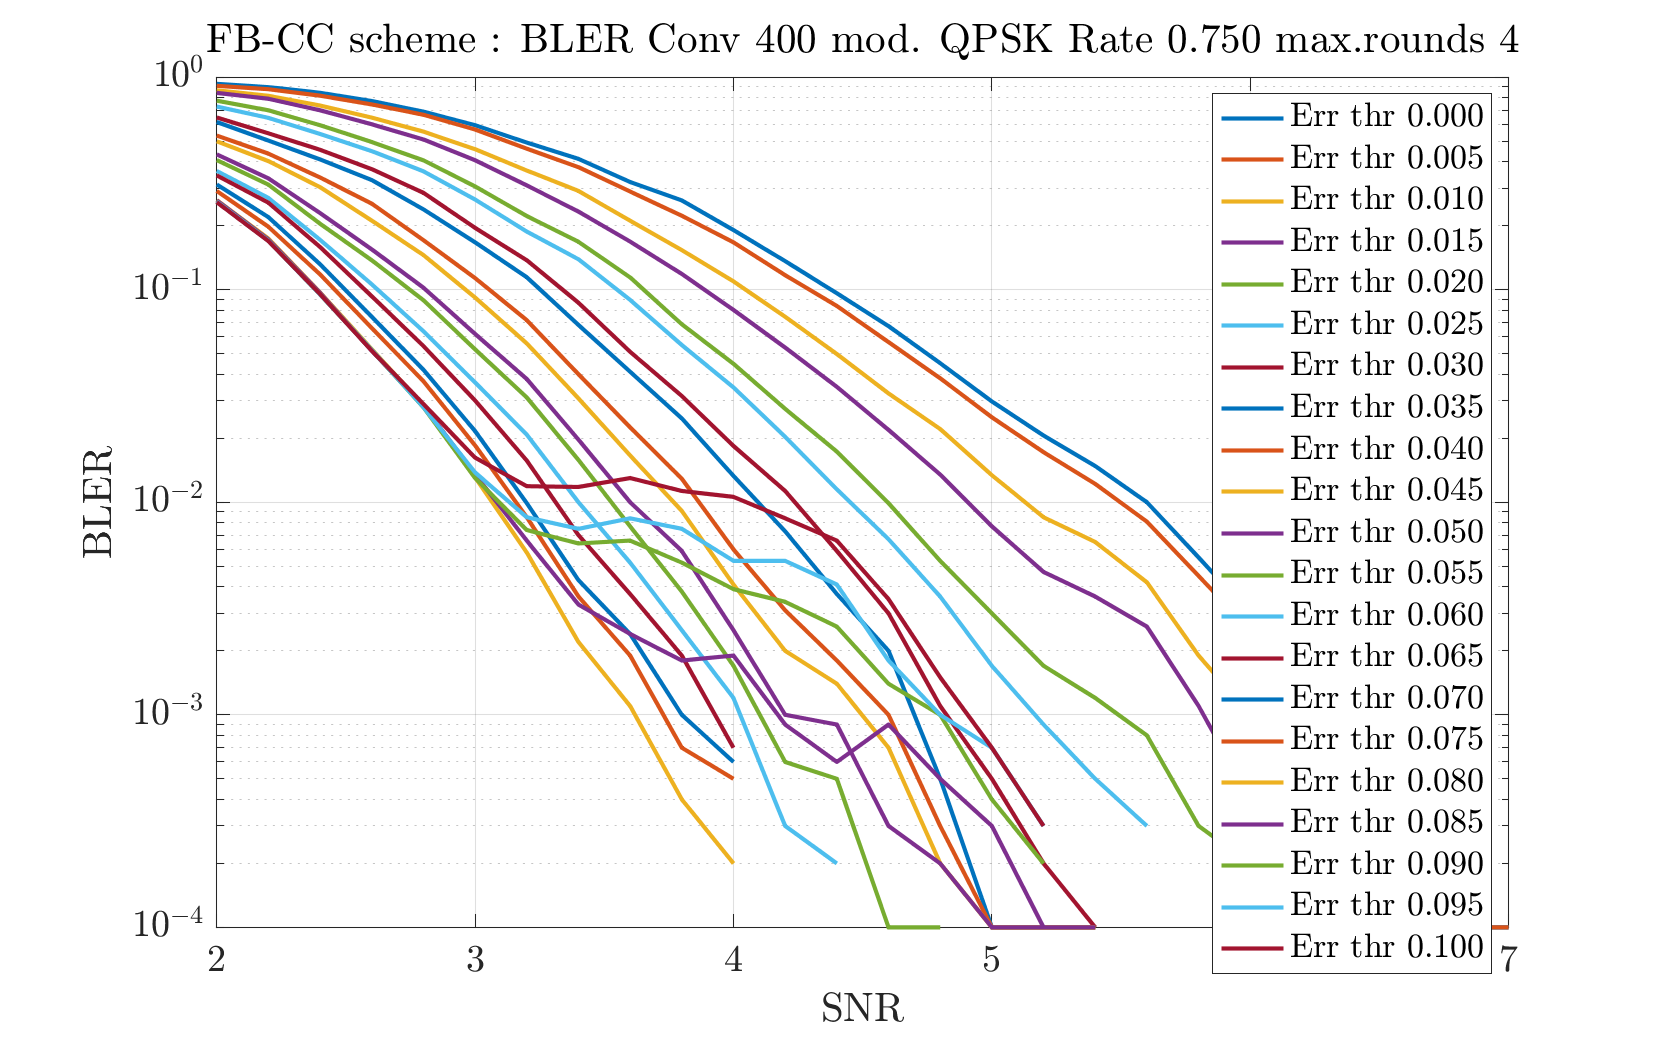 FB-CC scheme : BLER Conv 400 mod. QPSK Rate 0.750 max.rounds 4
10^0
10^-1
10^-2
10^-3
10^-4
BLER
2 3 4 5 7
SNR
Err thr 0.000
Err thr 0.005
Err thr 0.010
Err thr 0.015
Err thr 0.020
Err thr 0.025
Err thr 0.030
Err thr 0.035
Err thr 0.040
Err thr 0.045
Err thr 0.050
Err thr 0.055
Err thr 0.060
Err thr 0.065
Err thr 0.070
Err thr 0.075
Err thr 0.080
Err thr 0.085
Err thr 0.090
Err thr 0.095
Err thr 0.100